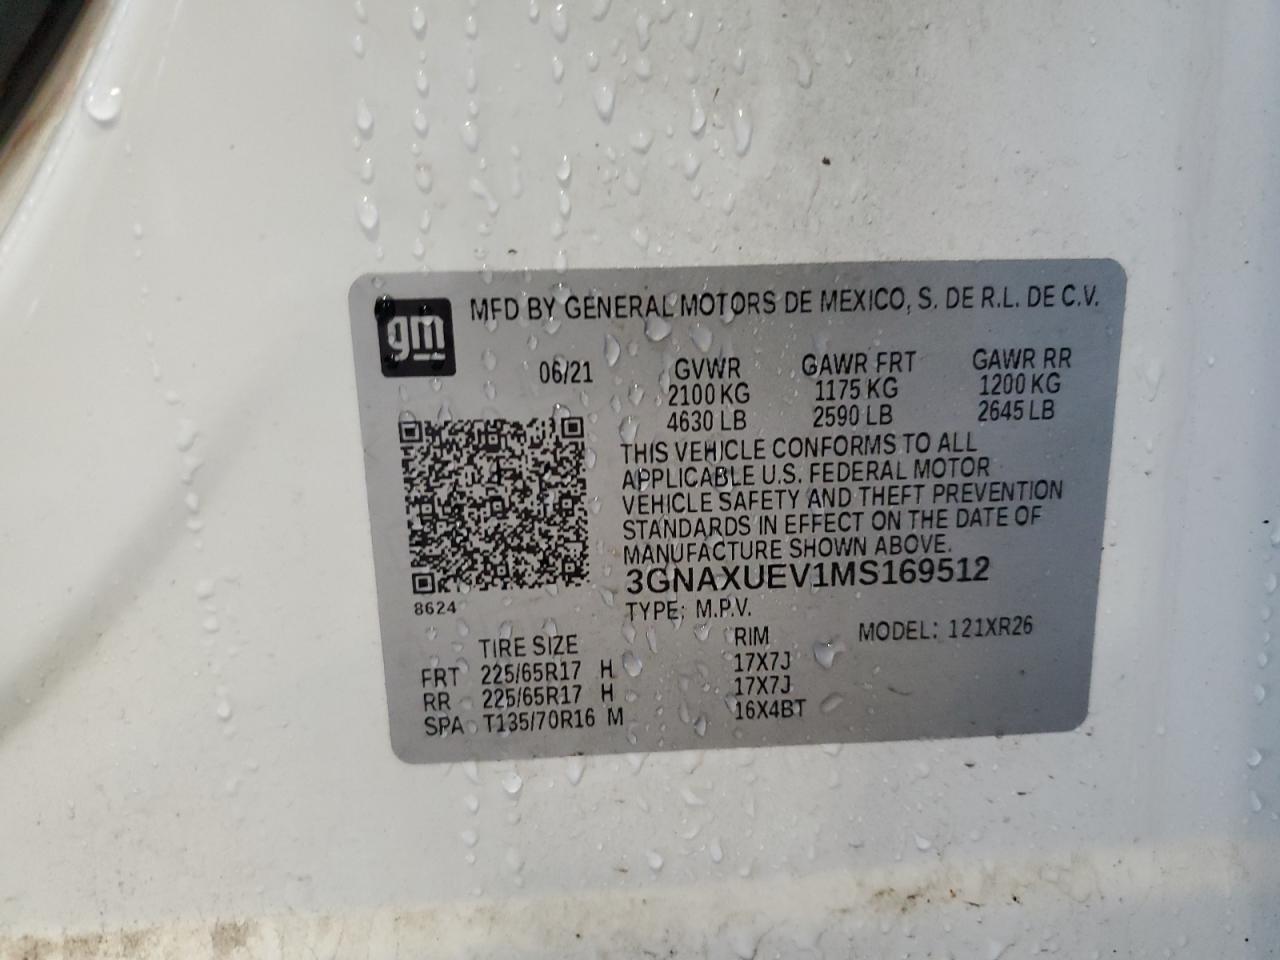 gm
MFD BY GENERAL MOTORS DE MEXICO, S. DE R.L. DE C.V.
06/21
GVWR GAWR FRT GAWR RR
2100 KG 1175 KG 1200 KG
4630 LB 2590 LB 2645 LB
THIS VEHICLE CONFORMS TO ALL
APPLICABLE U.S. FEDERAL MOTOR
VEHICLE SAFETY AND THEFT PREVENTION
STANDARDS IN EFFECT ON THE DATE OF
MANUFACTURE SHOWN ABOVE.
3GNAXUEV1MS169512
8624
TYPE: M.P.V.
MODEL: 121XR26
TIRE SIZE RIM
FRT 225/65R17 H 17X7J
RR 225/65R17 H 17X7J
SPA T135/70R16 M 16X4BT